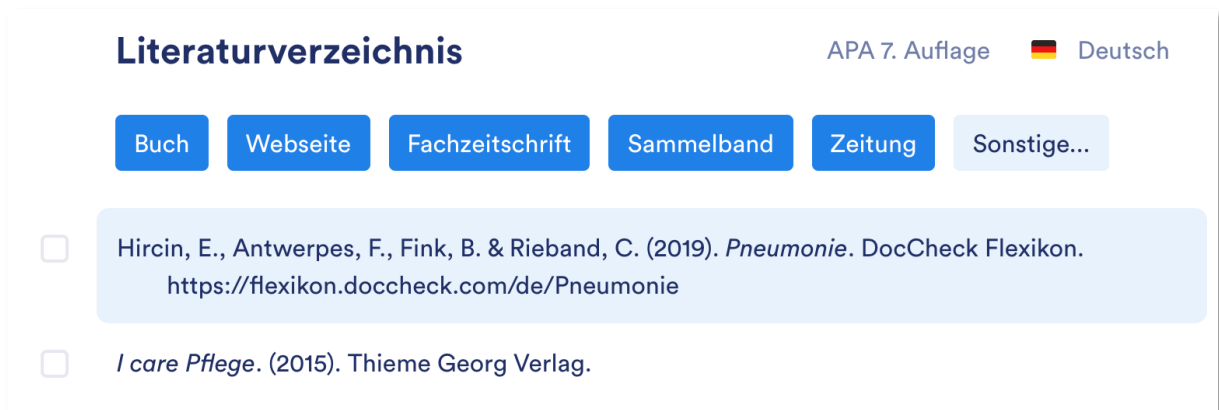 Literaturverzeichnis
APA 7. Auflage Deutsch
Buch Webseite Fachzeitschrift Sammelband Zeitung Sonstige...
Hircin, E., Antwerpes, F., Fink, B. & Rieband, C. (2019). Pneumonie. DocCheck Flexikon.
https://flexikon.doccheck.com/de/Pneumonie
I care Pflege. (2015). Thieme Georg Verlag.